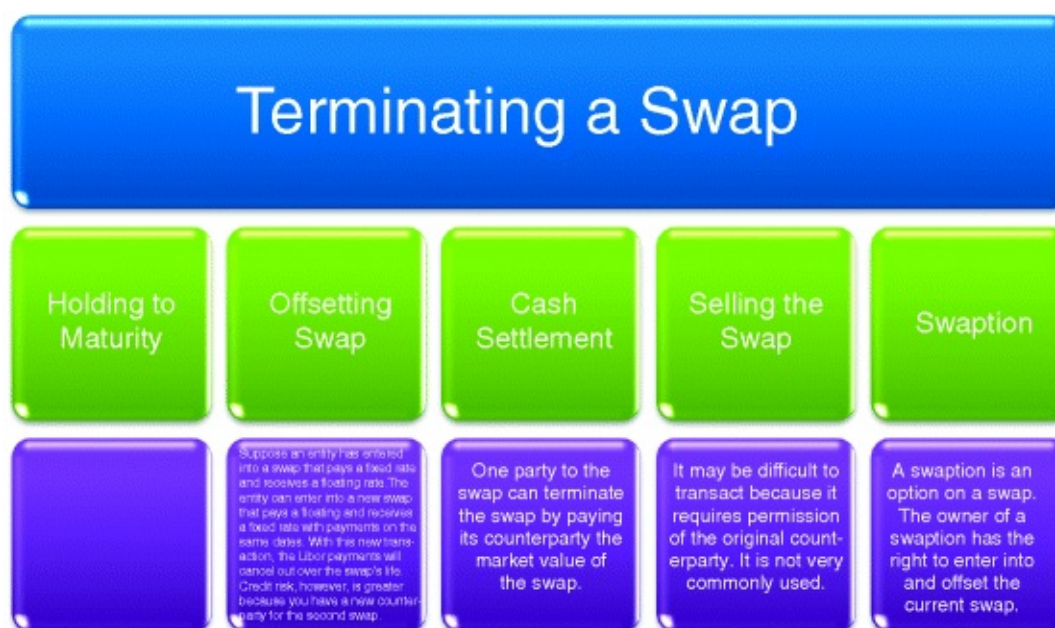 Terminating a Swap
Holding to
Maturity
Offsetting
Swap
Cash
Settlement
Selling the
Swap
Swaption
Suppose an entity has entered
into a swap that pays a fixed rate
and receives a floating rate. The
entity can enter into a new swap
that pays a floating and receives
a fixed rate with payments on the
same dates. With this new trans-
action, the Libor payments will
cancel out over the swap's life.
Credit risk, however, is greater
because you have a new counter-
party for the second swap.
One party to the
swap can terminate
the swap by paying
its counterparty the
market value of
the swap.
It may be difficult to
transact because it
requires permission
of the original count-
erparty. It is not very
commonly used.
A swaption is an
option on a swap.
The owner of a
swaption has the
right to enter into
and offset the
current swap.